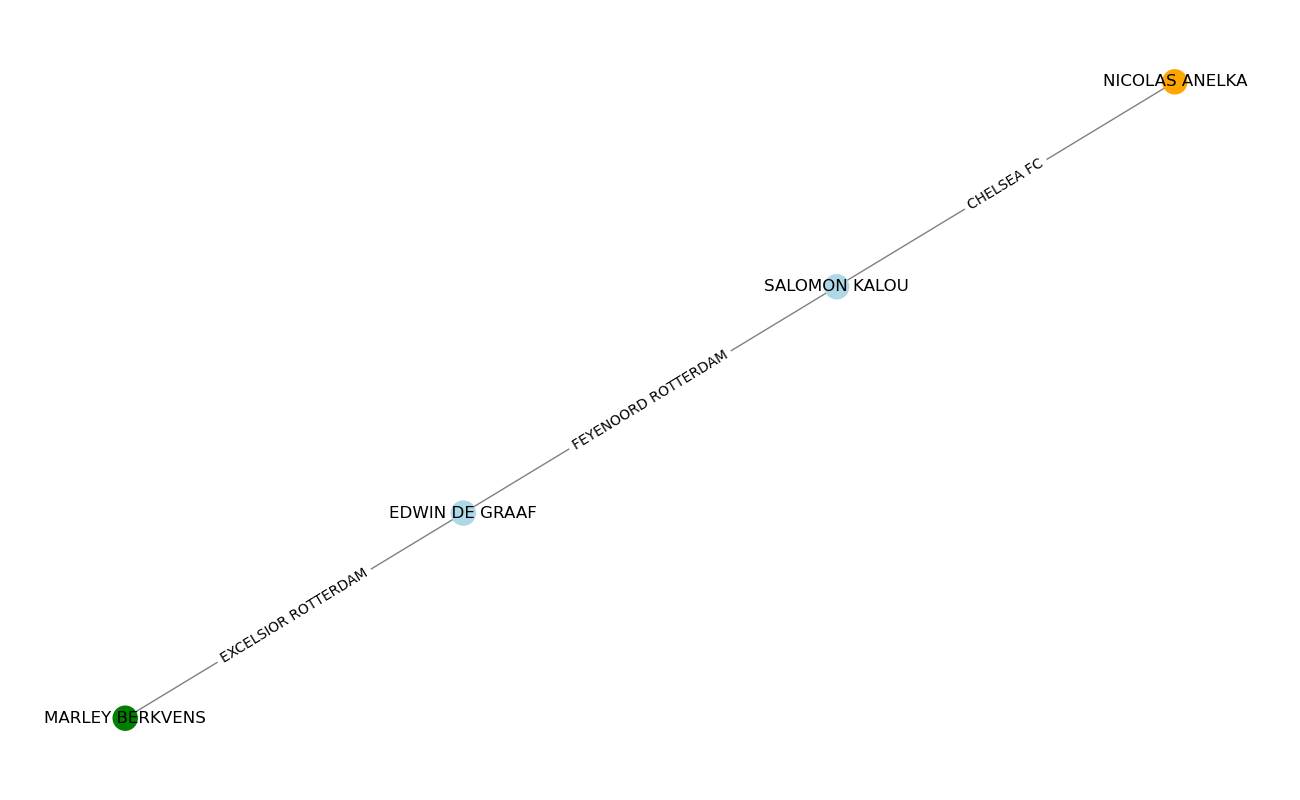 NICOLAS ANELKA
CHELSEA FC
SALOMON KALOU
FEYENOORD ROTTERDAM
EDWIN DE GRAAF
EXCELSIOR ROTTERDAM
MARLEY BERKVENS